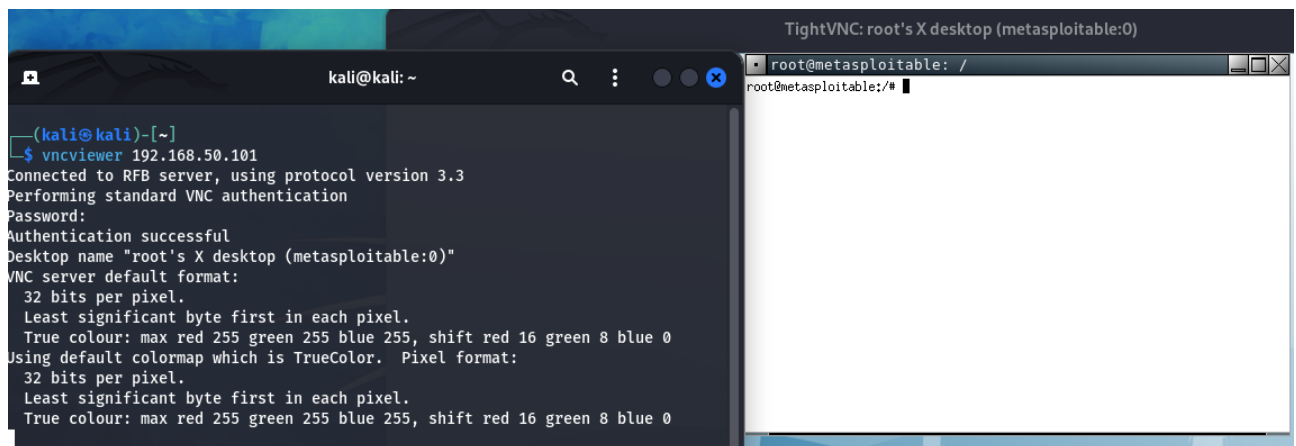 TightVNC: root's X desktop (metasploitable:0)
kali@kali: ~
(kali㉿kali)-[~]
$ vncviewer 192.168.50.101
Connected to RFB server, using protocol version 3.3
Performing standard VNC authentication
Password:
Authentication successful
Desktop name "root's X desktop (metasploitable:0)"
VNC server default format:
32 bits per pixel.
Least significant byte first in each pixel.
True colour: max red 255 green 255 blue 255, shift red 16 green 8 blue 0
Using default colormap which is TrueColor.  Pixel format:
32 bits per pixel.
Least significant byte first in each pixel.
True colour: max red 255 green 255 blue 255, shift red 16 green 8 blue 0
root@metasploitable: /
root@metasploitable:/#